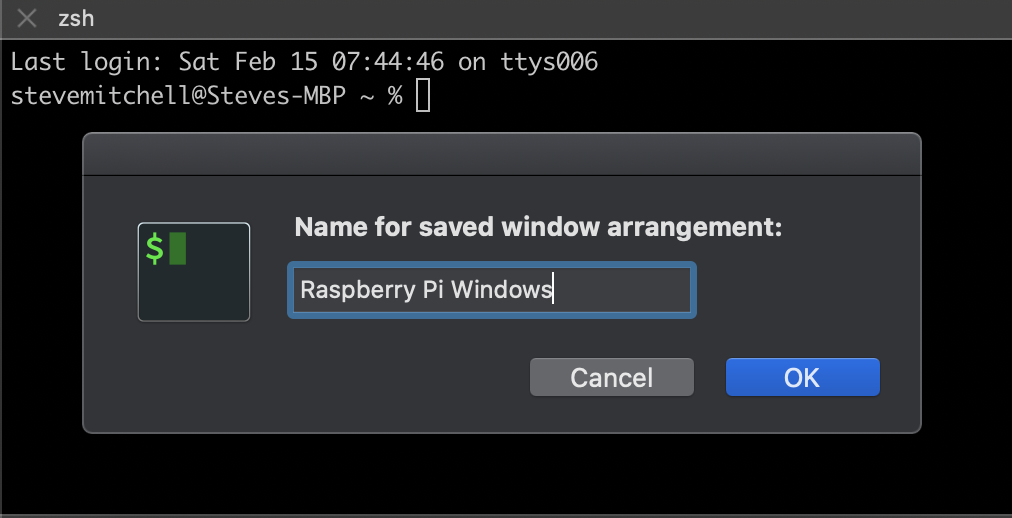 zsh
Last login: Sat Feb 15 07:44:46 on ttys006
stevemitchell@Steves-MBP ~ %
Name for saved window arrangement:
$
Raspberry Pi Windows
Cancel OK